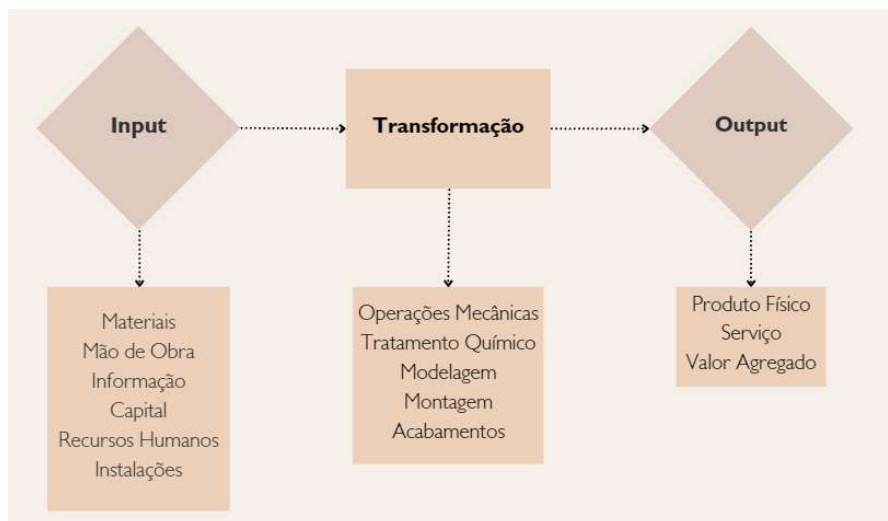 Input
Transformação
Output
Materiais
Mão de Obra
Informação
Capital
Recursos Humanos
Instalações
Operações Mecânicas
Tratamento Químico
Modelagem
Montagem
Acabamentos
Produto Físico
Serviço
Valor Agregado